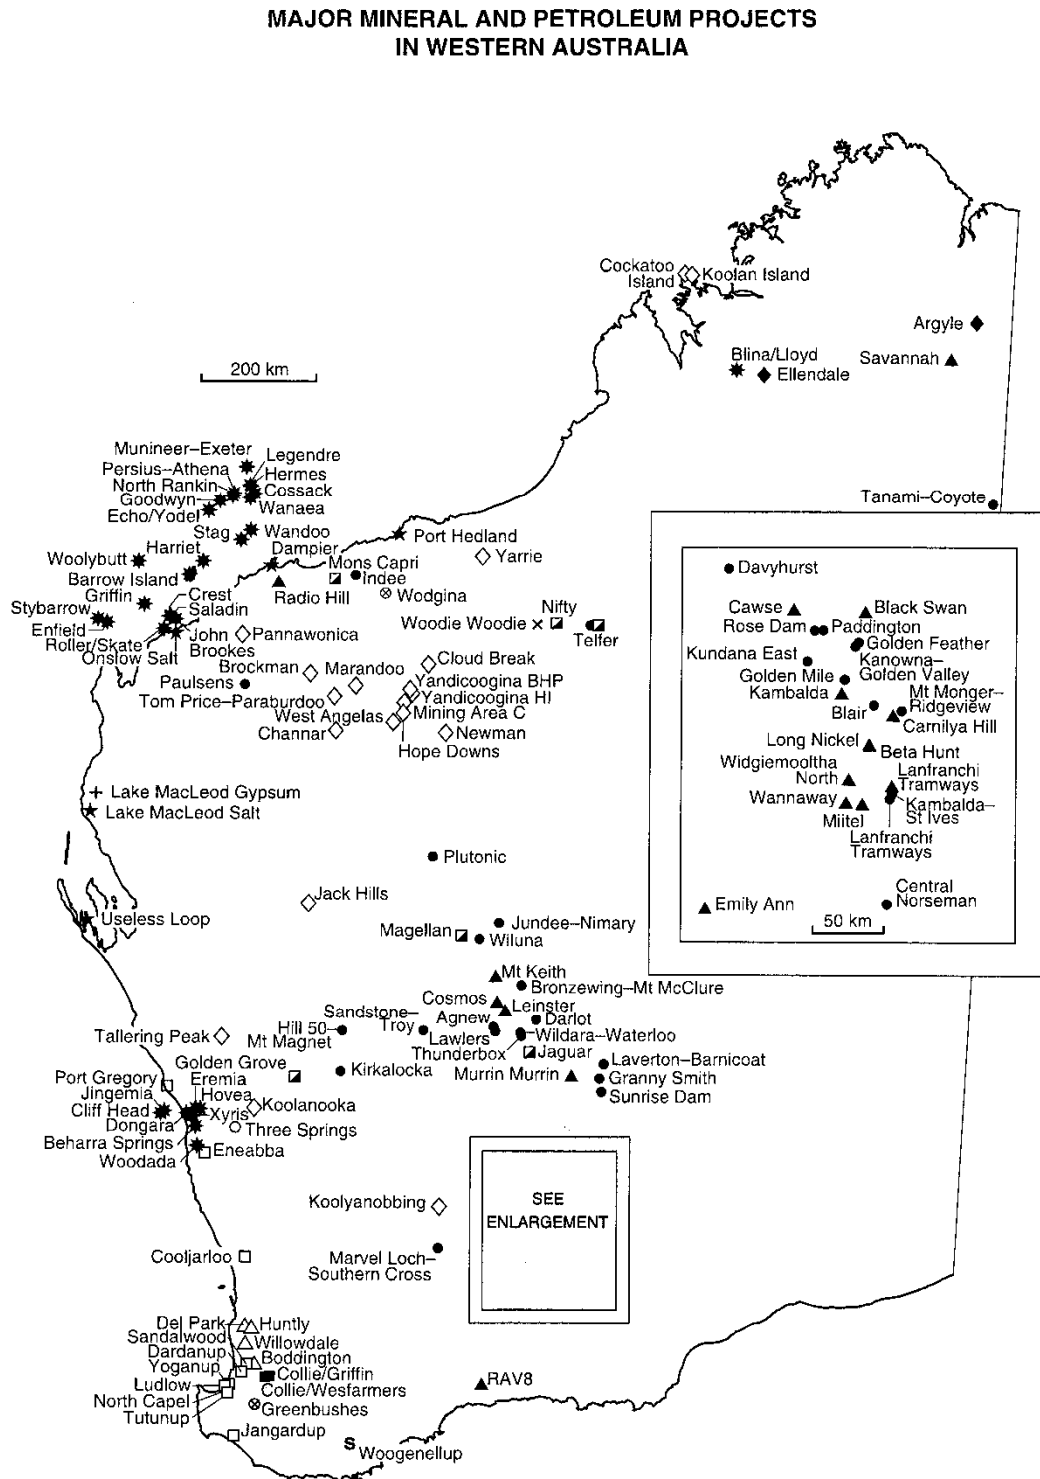 MAJOR MINERAL AND PETROLEUM PROJECTS
IN WESTERN AUSTRALIA
Cockatoo
Island
Koolan Island
Argyle
Blina/Lloyd
Savannah
Ellendale
200 km
Munineer–Exeter
Legendre
Persius–Athena
Hermes
North Rankin
Cossack
Goodwyn
Wanaea
Echo/Yodel
Tanami–Coyote
Stag
Wandoo
Port Hedland
Harriet
Dampier
Woolybutt
Mons Capri
Yarrie
Barrow Island
Indee
Radio Hill
Wodgina
Griffin
Crest
Stybarrow
Saladin
Nifty
Enfield
Woodie Woodie
Telfer
Roller/Skate
John
Brookes
Pannawonica
Onslow Salt
Cloud Break
Brockman
Marandoo
Paulsens
Yandicoogina BHP
Tom Price–Paraburdoo
Yandicoogina HI
West Angelas
Mining Area C
Channar
Newman
Hope Downs
Lake MacLeod Gypsum
Lake MacLeod Salt
Davyhurst
Cawse
Black Swan
Rose Dam
Paddington
Golden Feather
Kundana East
Kanowna–
Golden Valley
Golden Mile
Kambalda
Mt Monger–
Ridgeview
Blair
Carnilya Hill
Long Nickel
Beta Hunt
Widgiemooltha
North
Lanfranchi
Tramways
Wannaway
Kambalda–
St Ives
Miitel
Lanfranchi
Tramways
Central
Norseman
Emily Ann
50 km
Plutonic
Jack Hills
Useless Loop
Jundee–Nimary
Magellan
Wiluna
Mt Keith
Bronzewing–Mt McClure
Cosmos
Leinster
Sandstone–
Troy
Agnew
Darlot
Hill 50–
Mt Magnet
Tallering Peak
Lawlers
Wildara–Waterloo
Thunderbox
Jaguar
Golden Grove
Laverton–Barnicoat
Kirkalocka
Murrin Murrin
Granny Smith
Sunrise Dam
Port Gregory
Eremia
Jingemia
Hovea
Cliff Head
Koolanooka
Xyris
Dongara
Three Springs
Beharra Springs
Eneabba
Woodada
Koolyanobbing
SEE
ENLARGEMENT
Cooljarloo
Marvel Loch–
Southern Cross
Del Park
Huntly
Sandalwood
Willowdale
Dardanup
Boddington
Yoganup
Collie/Griffin
Ludlow
Collie/Wesfarmers
North Capel
Greenbushes
Tutunup
RAV8
Jangardup
S
Woogenellup